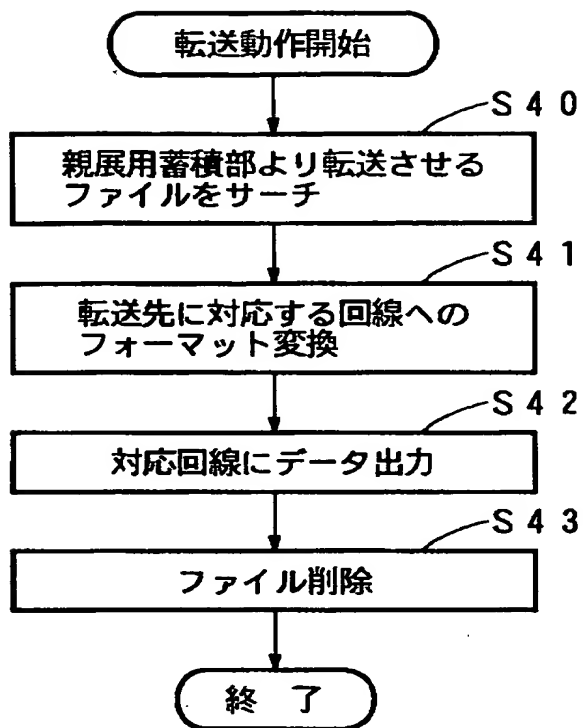 転送動作開始
S40
親展用蓄積部より転送させる
ファイルをサーチ
S41
転送先に対応する回線への
フォーマット変換
S42
対応回線にデータ出力
S43
ファイル削除
終 了